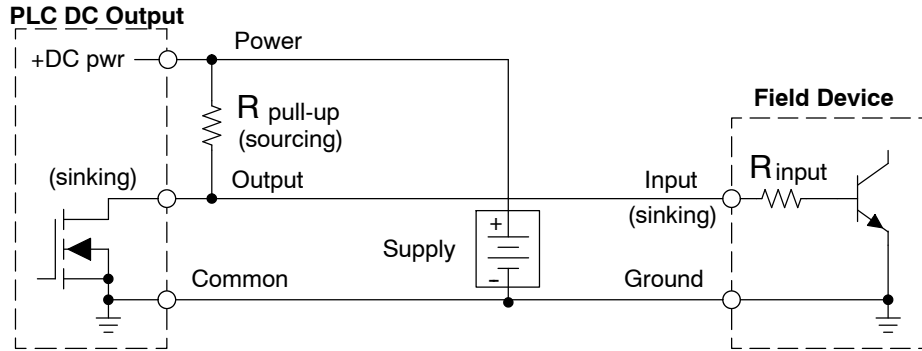 PLC DC Output
+DC pwr
Power
R pull-up
(sourcing)
Field Device
(sinking)
Output
Input
(sinking)
R input
+
Supply
−
Common
Ground